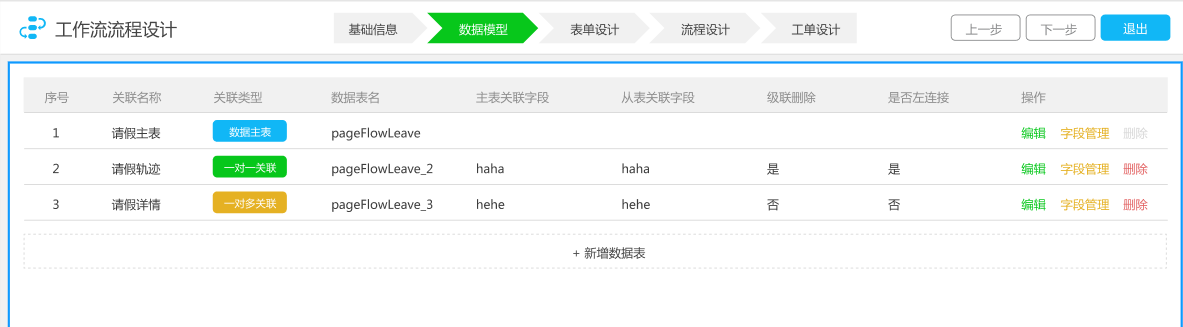 工作流流程设计 基础信息 数据模型 表单设计 流程设计 工单设计 上一步 下一步 退出
序号 关联名称 关联类型 数据表名 主表关联字段 从表关联字段 级联删除 是否左连接 操作
1 请假主表 数据主表 pageFlowLeave 编辑 字段管理 删除
2 请假轨迹 一对一关联 pageFlowLeave_2 haha haha 是 是 编辑 字段管理 删除
3 请假详情 一对多关联 pageFlowLeave_3 hehe hehe 否 否 编辑 字段管理 删除
+ 新增数据表